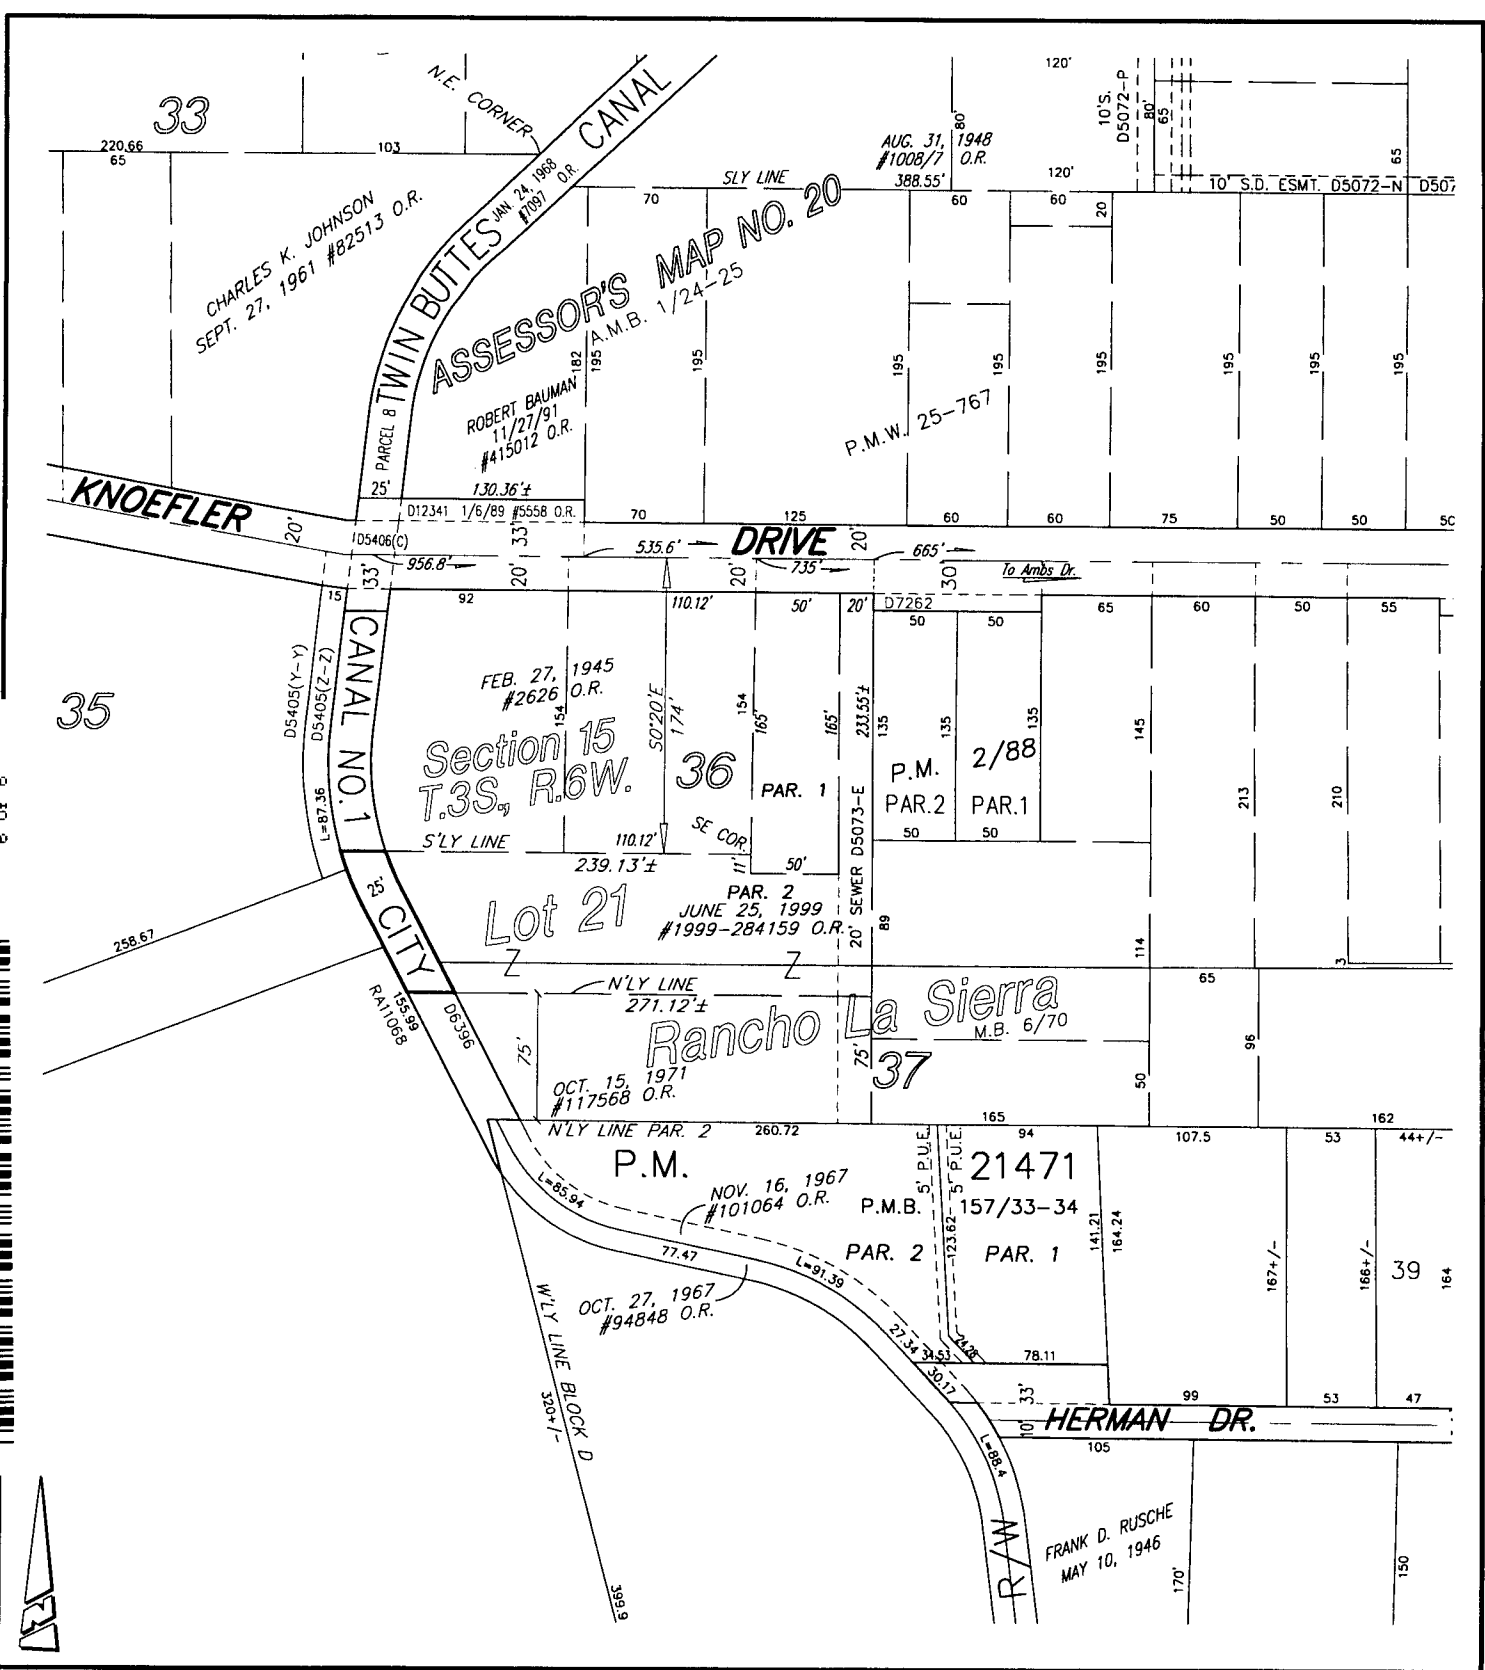 33
220.66
65
103
N.E. CORNER
CANAL
JAN. 24, 1968
#7097 O.R.
TWIN BUTTES
PARCEL 8
CHARLES K. JOHNSON
SEPT. 27, 1961 #82513 O.R.
ASSESSOR'S MAP NO. 20
A.M.B. 1/24-25
SLY LINE
70
AUG. 31, 1948
#1008/7 O.R.
388.55'
80'
120'
120'
60
60
20
10'S.
D5072-P
80'
65
65
10' S.D. ESMT. D5072-N
D507
182
195
195
195
195
195
195
195
195
ROBERT BAUMAN
11/27/91
#415012 O.R.
P.M.W. 25-767
25'
130.36'±
D12341 1/6/89 #5558 O.R.
70
125
60
60
75
50
50
50
KNOEFLER
20'
D5406(C)
33'
DRIVE
20'
535.6'
665'
33'
956.8'
20'
20'
735'
30'
To Ambs Dr.
15
92
110.12'
50'
20'
D7262
50
50
65
60
50
55
CANAL NO. 1
D5405(Y-Y)
D5405(Z-Z)
35
L=87.36
FEB. 27, 1945
#2626 O.R.
154
Section 15
T.3S., R.6W.
S0°20'E
174'
36
154
165'
165'
233.55'±
135
135
135
145
PAR. 1
P.M.
PAR.2
2/88
PAR.1
213
210
S'LY LINE
110.12'
SE COR.
239.13'±
11'
50'
50
50
20' SEWER D5073-E
25'
CITY
Lot 21
PAR. 2
JUNE 25, 1999
#1999-284159 O.R.
89
114
3
258.67
Z
Z
65
N'LY LINE
271.12'±
155.99
RA11068
D6396
Rancho La Sierra
M.B. 6/70
75'
75'
37
96
50
OCT. 15, 1971
#117568 O.R.
N'LY LINE PAR. 2
260.72
165
94
162
107.5
53
44+/-
P.M.
5' P.U.E.
5' P.U.E.
21471
L=85.94
NOV. 16, 1967
#101064 O.R.
P.M.B. 157/33-34
77.47
PAR. 2
123.62
PAR. 1
141.21
164.24
167+/-
166+/-
39
164
L=91.39
OCT. 27, 1967
#94848 O.R.
27.34
34.53
24.28
78.11
30.17
W'LY LINE BLOCK D
320+/-
33'
10'
99
53
47
HERMAN DR.
105
L=88.4
R/W
FRANK D. RUSCHE
MAY 10, 1946
170'
150
399.9
N